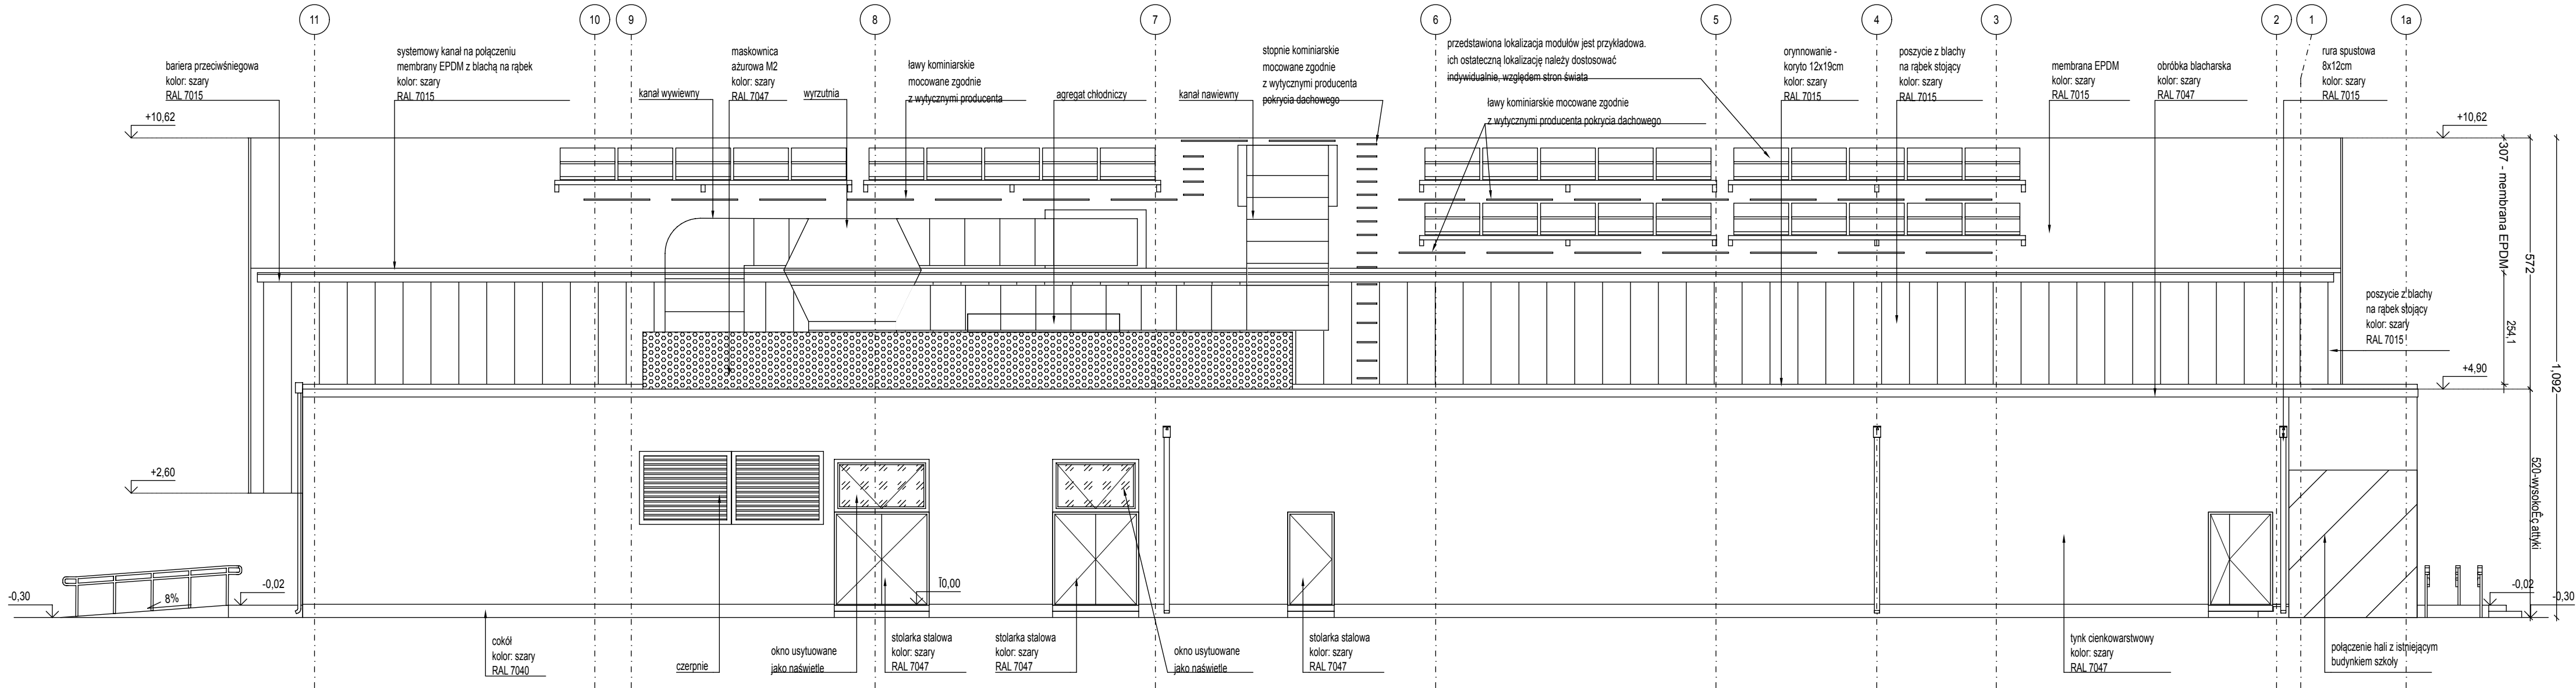 11
10
9
8
7
6
5
4
3
2
1
1a
bariera przeciwśniegowa
kolor: szary
RAL 7015
systemowy kanał na połączeniu
membrany EPDM z blachą na rąbek
kolor: szary
RAL 7015
kanał wywiewny
maskownica
ażurowa M2
kolor: szary
RAL 7047
wyrzutnia
ławy kominiarskie
mocowane zgodnie
z wytycznymi producenta
agregat chłodniczy
kanał nawiewny
stopnie kominiarskie
mocowane zgodnie
z wytycznymi producenta
pokrycia dachowego
przedstawiona lokalizacja modułów jest przykładowa.
ich ostateczną lokalizację należy dostosować
indywidualnie, względem stron świata
ławy kominiarskie mocowane zgodnie
z wytycznymi producenta pokrycia dachowego
orynnowanie -
koryto 12x19cm
kolor: szary
RAL 7015
poszycie z blachy
na rąbek stojący
kolor: szary
RAL 7015
membrana EPDM
kolor: szary
RAL 7015
obróbka blacharska
kolor: szary
RAL 7047
rura spustowa
8x12cm
kolor: szary
RAL 7015
+10,62
+10,62
307 - membrana EPDM
572
254,1
1,092
poszycie z blachy
na rąbek stojący
kolor: szary
RAL 7015
+4,90
520-wysokoÊç attyki
+2,60
-0,30
8%
-0,02
Ī0,00
-0,02
-0,30
cokół
kolor: szary
RAL 7040
czerpnie
okno usytuowane
jako naświetle
stolarka stalowa
kolor: szary
RAL 7047
stolarka stalowa
kolor: szary
RAL 7047
okno usytuowane
jako naświetle
stolarka stalowa
kolor: szary
RAL 7047
tynk cienkowarstwowy
kolor: szary
RAL 7047
połączenie hali z istniejącym
budynkiem szkoły